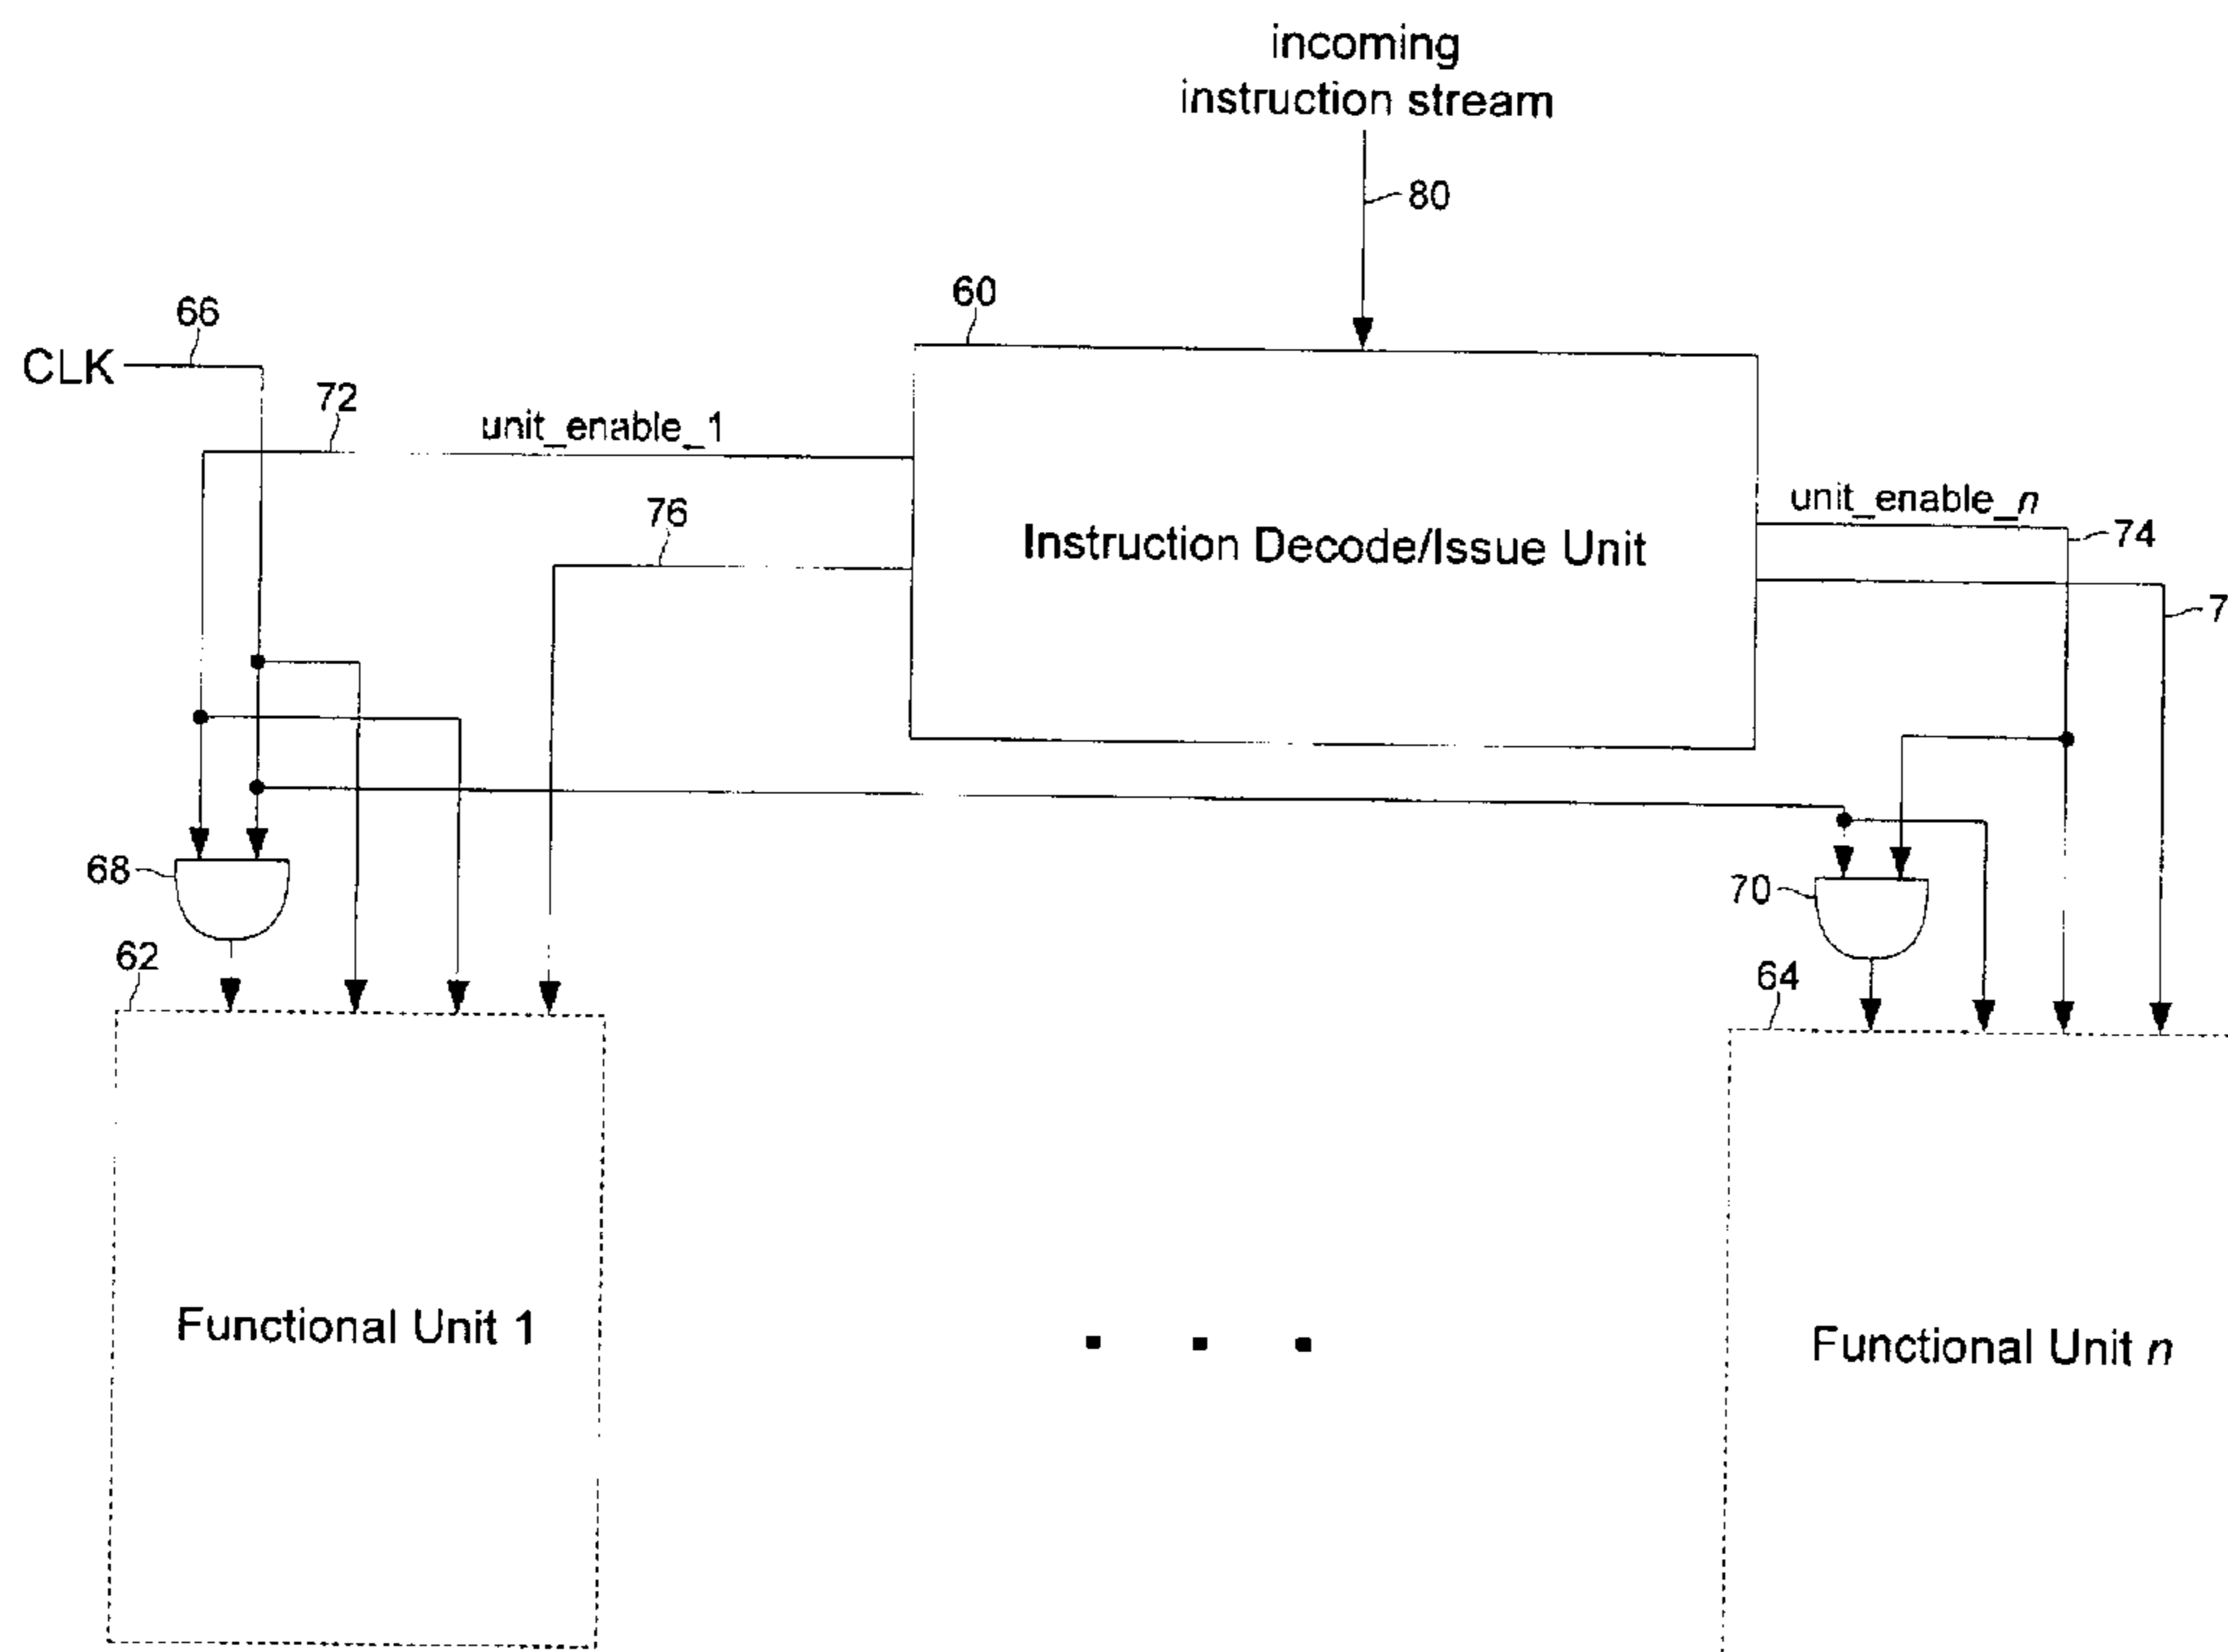 incoming
instruction stream
80
60
66
CLK
72
unit_enable_1
76
Instruction Decode/Issue Unit
unit_enable_n
74
7
68
70
62
64
Functional Unit 1
. . .
Functional Unit n